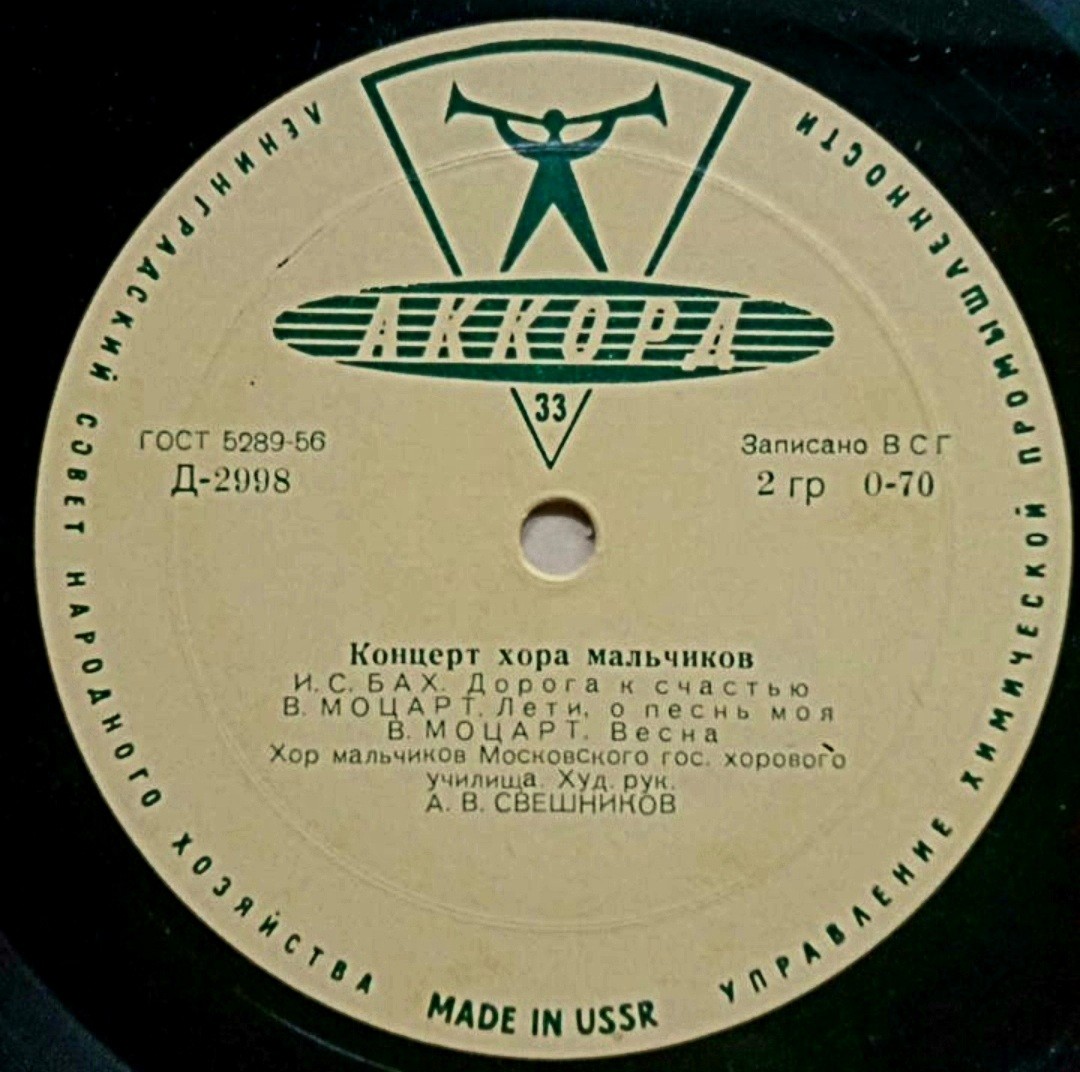 ЛЕНИНГРАДСКИЙ СОВЕТ НАРОДНОГО ХОЗЯЙСТВА
УПРАВЛЕНИЕ ХИМИЧЕСКОЙ ПРОМЫШЛЕННОСТИ
АККОРД
33
ГОСТ 5289-56
Д-2998
Записано ВСГ
2 гр 0-70
Концерт хора мальчиков
И. С. БАХ. Дорога к счастью
В. МОЦАРТ. Лети, о песнь моя
В. МОЦАРТ. Весна
Хор мальчиков Московского гос. хорового
училища. Худ. рук.
А. В. СВЕШНИКОВ
MADE IN USSR